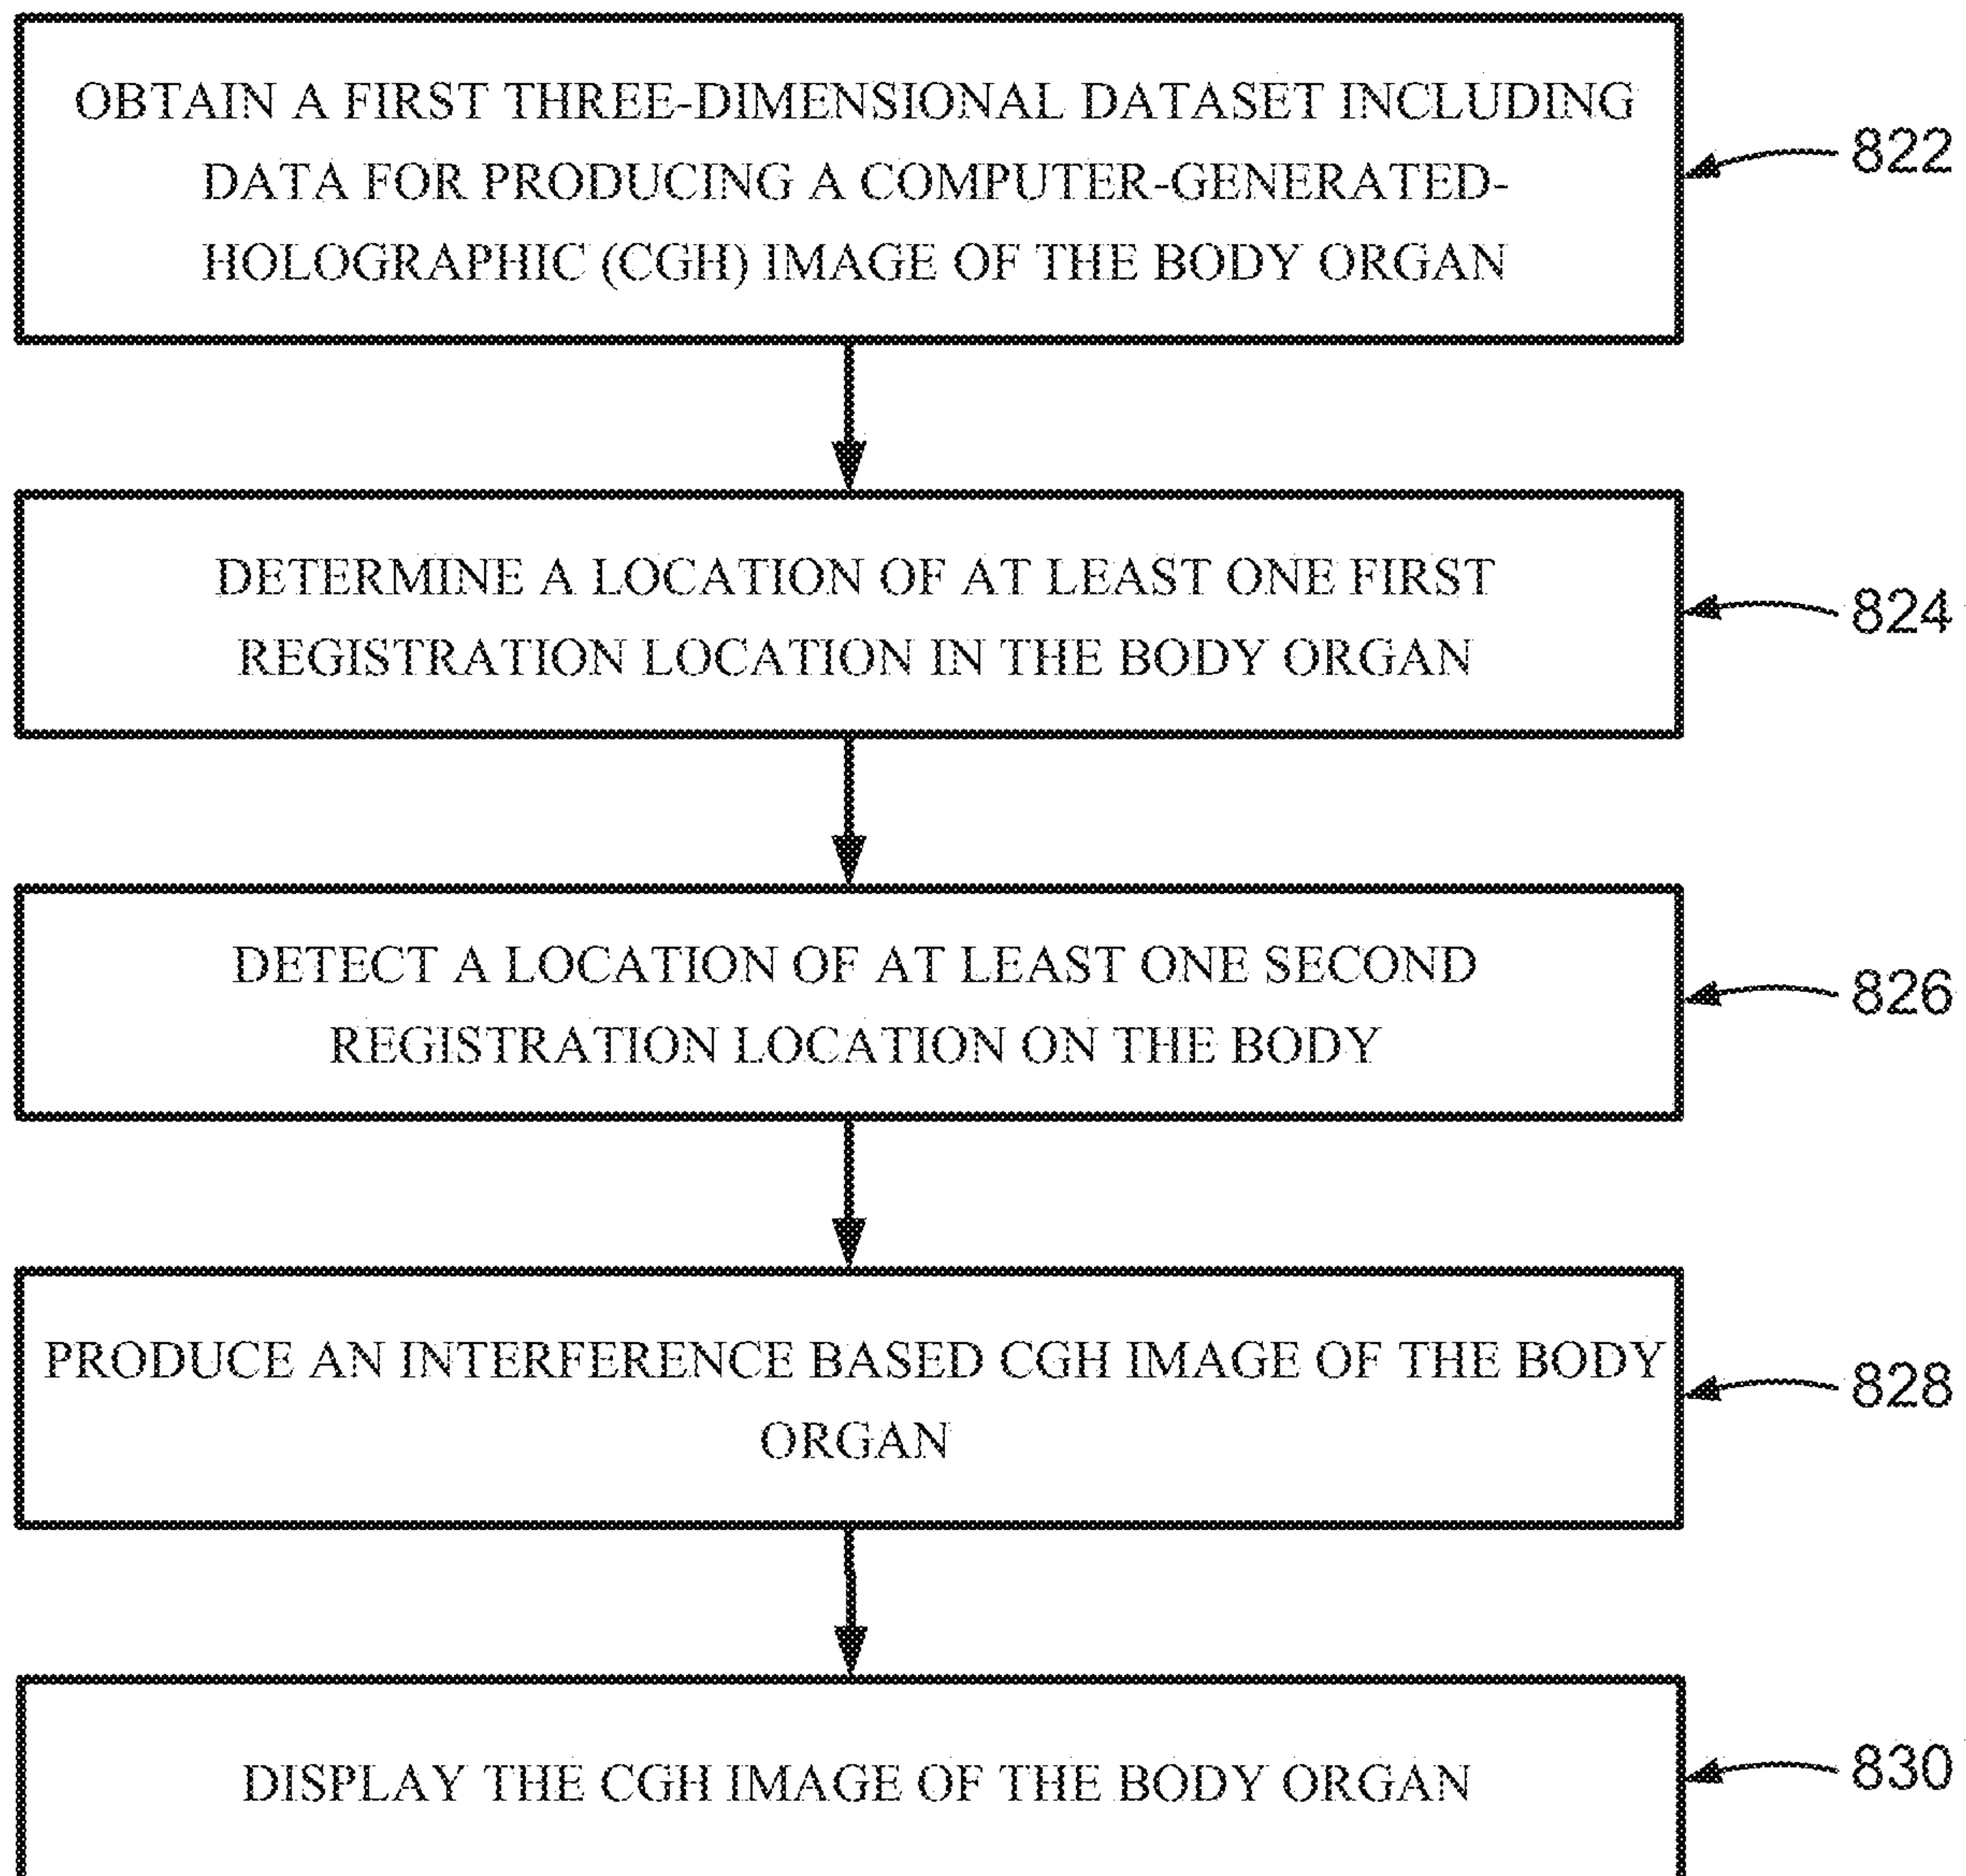 OBTAIN A FIRST THREE-DIMENSIONAL DATASET INCLUDING
DATA FOR PRODUCING A COMPUTER-GENERATED-
HOLOGRAPHIC (CGH) IMAGE OF THE BODY ORGAN
822
DETERMINE A LOCATION OF AT LEAST ONE FIRST
REGISTRATION LOCATION IN THE BODY ORGAN
824
DETECT A LOCATION OF AT LEAST ONE SECOND
REGISTRATION LOCATION ON THE BODY
826
PRODUCE AN INTERFERENCE BASED CGH IMAGE OF THE BODY
ORGAN
828
DISPLAY THE CGH IMAGE OF THE BODY ORGAN
830